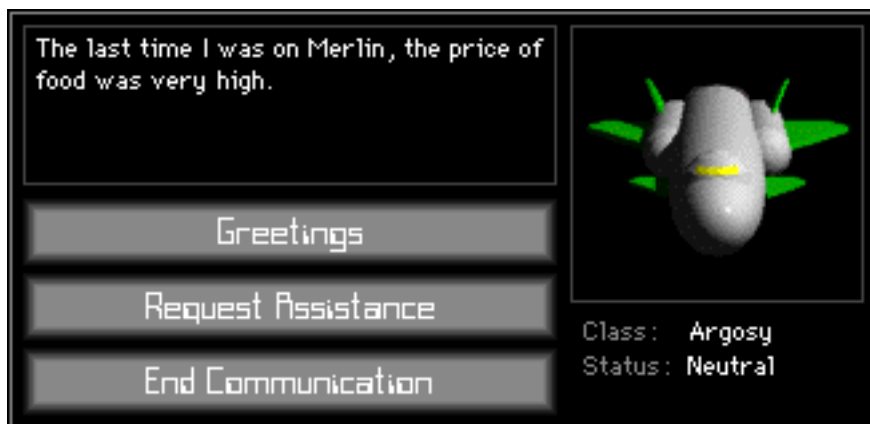 The last time I was on Merlin, the price of
food was very high.
Greetings
Request Assistance
End Communication
Class: Argosy
Status: Neutral